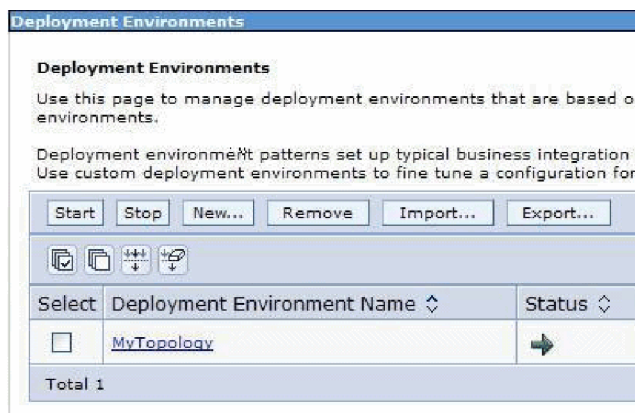 Deployment Environments
Deployment Environments
Use this page to manage deployment environments that are based o
environments.
Deployment environment patterns set up typical business integration
Use custom deployment environments to fine tune a configuration for
Start Stop New... Remove Import... Export...
Select Deployment Environment Name Status
MyTopology
Total 1